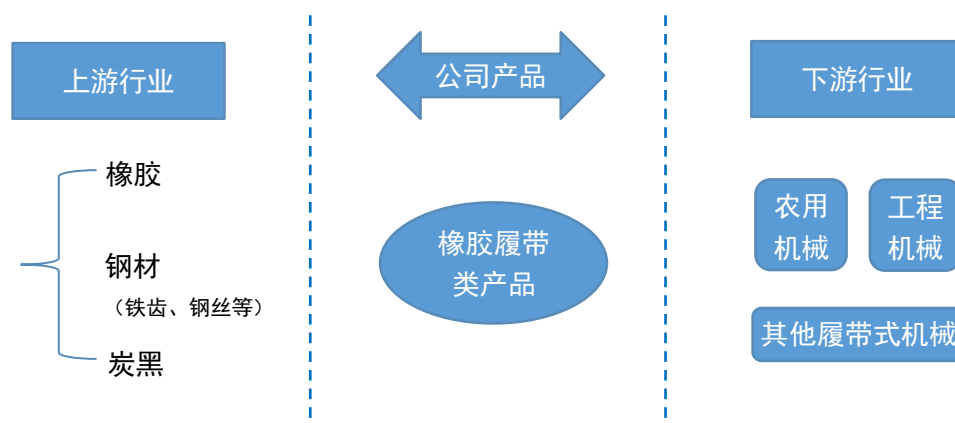 上游行业
公司产品
下游行业
橡胶
钢材
（铁齿、钢丝等）
炭黑
橡胶履带
类产品
农用
机械
工程
机械
其他履带式机械